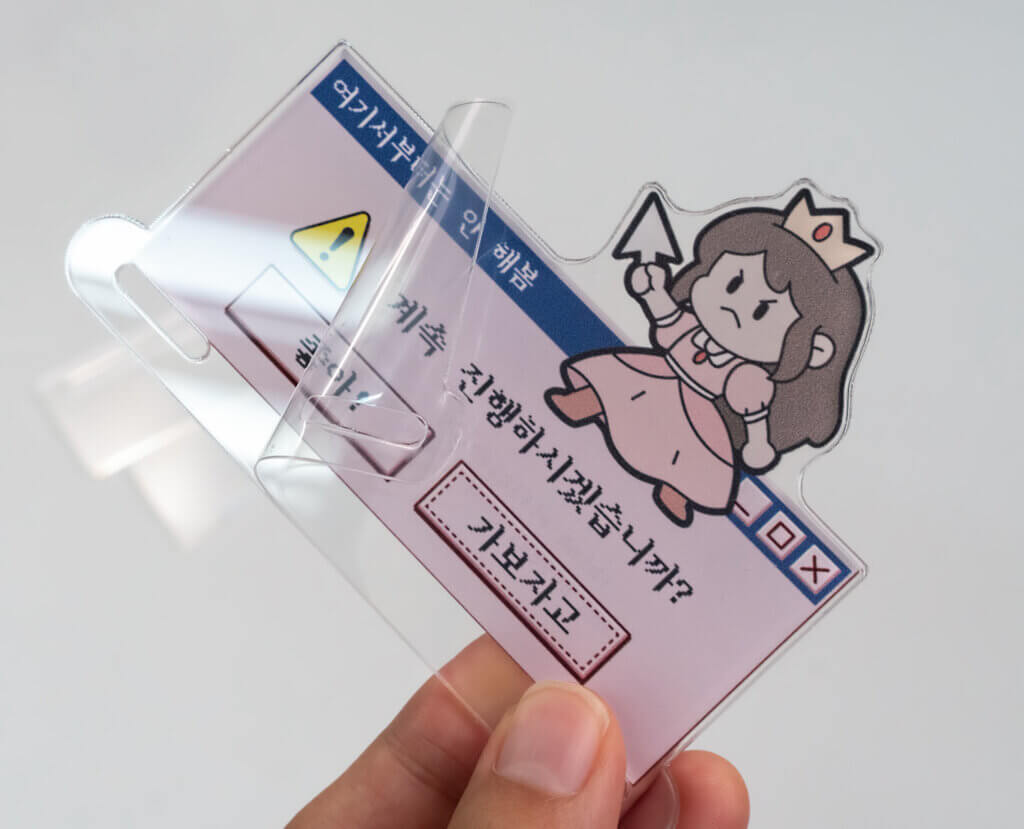 여기서부터는 안 해봄
계속 진행하시겠습니까?
가보자고